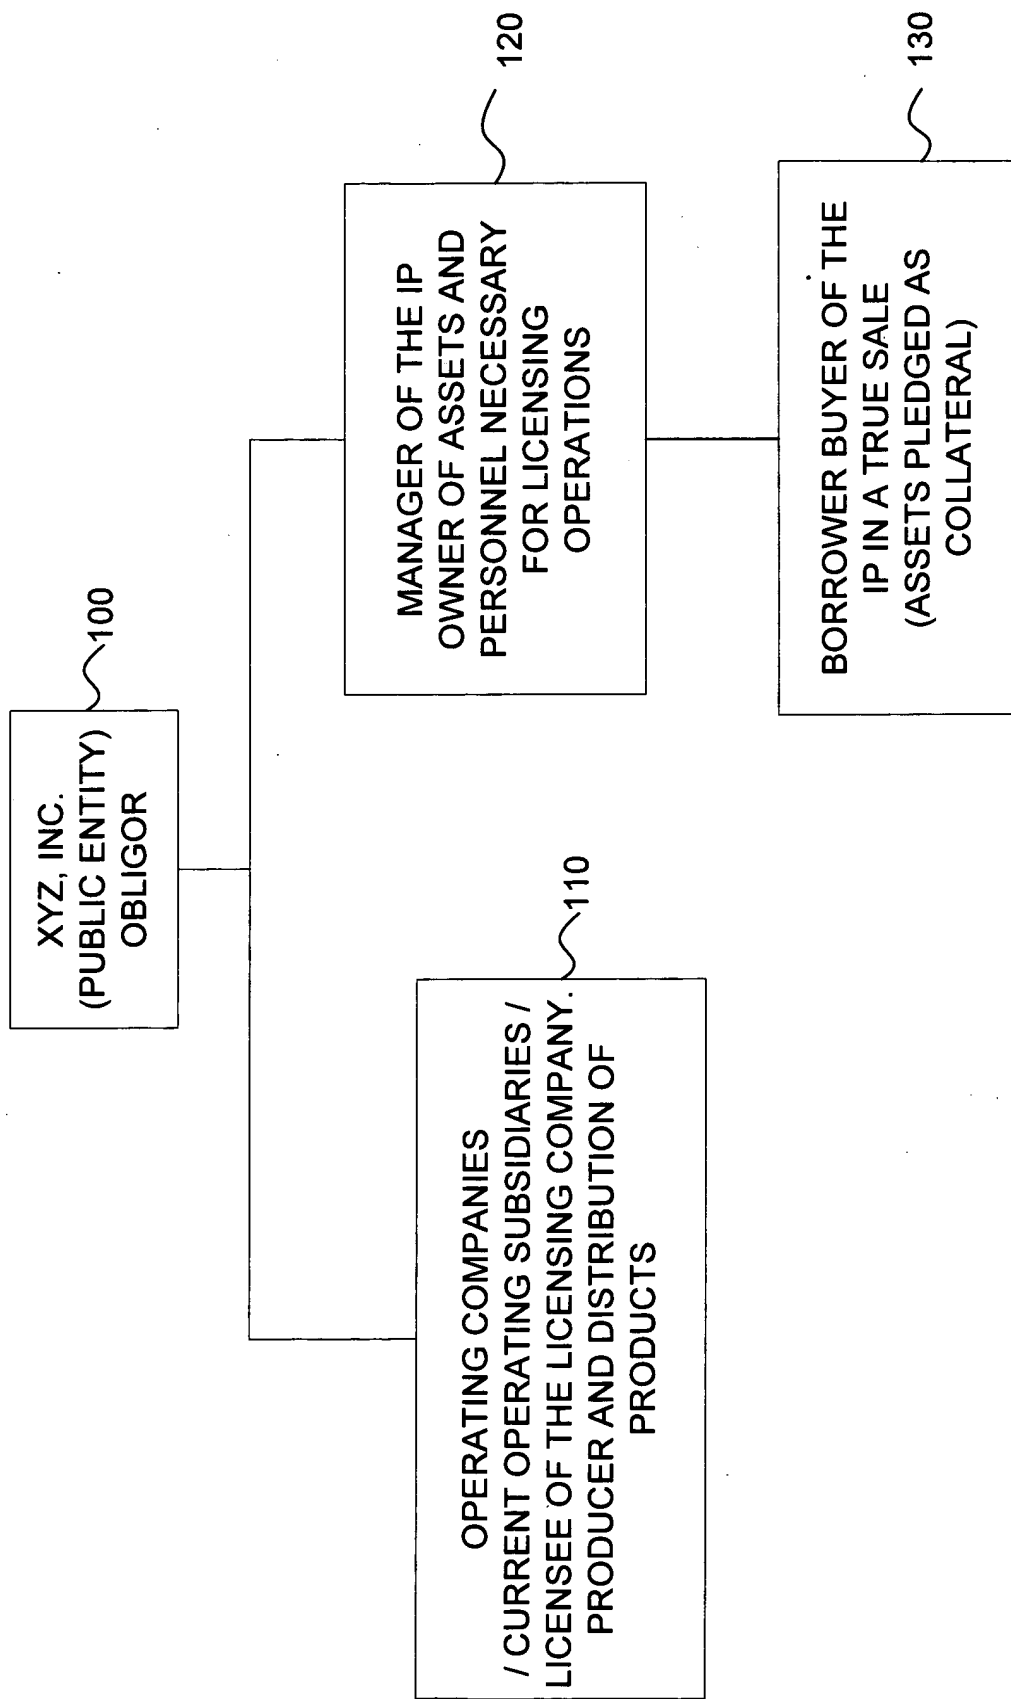 XYZ, INC.
(PUBLIC ENTITY)
OBLIGOR
100
OPERATING COMPANIES
/ CURRENT OPERATING SUBSIDIARIES /
LICENSEE OF THE LICENSING COMPANY.
PRODUCER AND DISTRIBUTION OF
PRODUCTS
110
MANAGER OF THE IP
OWNER OF ASSETS AND
PERSONNEL NECESSARY
FOR LICENSING
OPERATIONS
120
BORROWER BUYER OF THE
IP IN A TRUE SALE
(ASSETS PLEDGED AS
COLLATERAL)
130